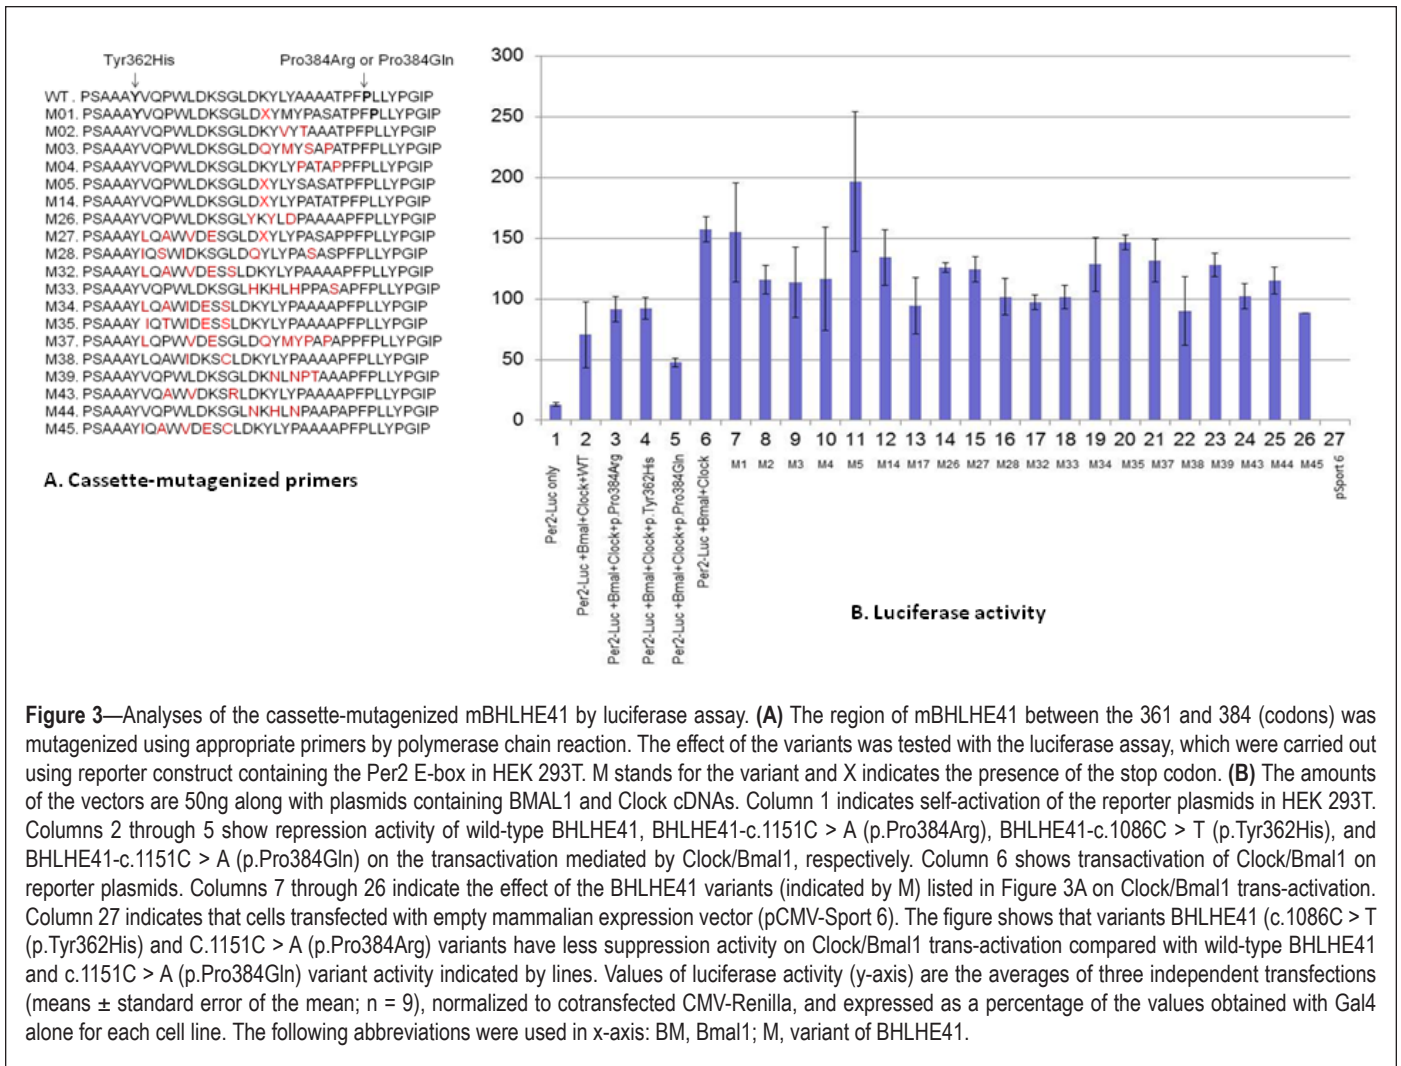 Tyr362His
Pro384Arg or Pro384Gln
WT . PSAAAYVQPWLDKSGLDKYLYAAAATPFPLLYPGIP
M01. PSAAAYVQPWLDKSGLDXYMYPASATPFPLLYPGIP
M02. PSAAAYVQPWLDKSGLDKYVYTAAATPFPLLYPGIP
M03. PSAAAYVQPWLDKSGLDQYMYSAPATPFPLLYPGIP
M04. PSAAAYVQPWLDKSGLDKYLYPATAPPFPLLYPGIP
M05. PSAAAYVQPWLDKSGLDXYLYSASATPFPLLYPGIP
M14. PSAAAYVQPWLDKSGLDXYLYPATATPFPLLYPGIP
M26. PSAAAYVQPWLDKSGLYKYLDPAAAAPFPLLYPGIP
M27. PSAAAYLQAWVDESGLDXYLYPASAPPFPLLYPGIP
M28. PSAAAYIQSWIDKSGLDQYLYPASASPFPLLYPGIP
M32. PSAAAYLQAWVDESSLDKYLYPAAAAPFPLLYPGIP
M33. PSAAAYVQPWLDKSGLHKHLHPPASAPFPLLYPGIP
M34. PSAAAYLQAWIDESSLDKYLYPAAAAPFPLLYPGIP
M35. PSAAAY IQTWIDESSLDKYLYPAAAAPFPLLYPGIP
M37. PSAAAYLQPWVDESGLDQYMYPAPAPPFPLLYPGIP
M38. PSAAAYLQAWIDKSCLDKYLYPAAAAPFPLLYPGIP
M39. PSAAAYVQPWLDKSGLDKNLNPTAAAPFPLLYPGIP
M43. PSAAAYVQAWVDKSRLDKYLYPAAAAPFPLLYPGIP
M44. PSAAAYVQPWLDKSGLNKHLNPAAPAPFPLLYPGIP
M45. PSAAAYIQAWVDESCLDKYLYPAAAAPFPLLYPGIP
A. Cassette-mutagenized primers
300
250
200
150
100
50
0
1 2 3 4 5 6 7 8 9 10 11 12 13 14 15 16 17 18 19 20 21 22 23 24 25 26 27
Per2-Luc only
Per2-Luc +Bmal+Clock+WT
Per2-Luc +Bmal+Clock+p.Pro384Arg
Per2-Luc +Bmal+Clock+p.Tyr362His
Per2-Luc +Bmal+Clock+p.Pro384Gln
Per2-Luc +Bmal+Clock
M1 M2 M3 M4 M5 M14 M17 M26 M27 M28 M32 M33 M34 M35 M37 M38 M39 M43 M44 M45
pSport 6
B. Luciferase activity
Figure 3—Analyses of the cassette-mutagenized mBHLHE41 by luciferase assay. (A) The region of mBHLHE41 between the 361 and 384 (codons) was
mutagenized using appropriate primers by polymerase chain reaction. The effect of the variants was tested with the luciferase assay, which were carried out
using reporter construct containing the Per2 E-box in HEK 293T. M stands for the variant and X indicates the presence of the stop codon. (B) The amounts
of the vectors are 50ng along with plasmids containing BMAL1 and Clock cDNAs. Column 1 indicates self-activation of the reporter plasmids in HEK 293T.
Columns 2 through 5 show repression activity of wild-type BHLHE41, BHLHE41-c.1151C > A (p.Pro384Arg), BHLHE41-c.1086C > T (p.Tyr362His), and
BHLHE41-c.1151C > A (p.Pro384Gln) on the transactivation mediated by Clock/Bmal1, respectively. Column 6 shows transactivation of Clock/Bmal1 on
reporter plasmids. Columns 7 through 26 indicate the effect of the BHLHE41 variants (indicated by M) listed in Figure 3A on Clock/Bmal1 trans-activation.
Column 27 indicates that cells transfected with empty mammalian expression vector (pCMV-Sport 6). The figure shows that variants BHLHE41 (c.1086C > T
(p.Tyr362His) and C.1151C > A (p.Pro384Arg) variants have less suppression activity on Clock/Bmal1 trans-activation compared with wild-type BHLHE41
and c.1151C > A (p.Pro384Gln) variant activity indicated by lines. Values of luciferase activity (y-axis) are the averages of three independent transfections
(means ± standard error of the mean; n = 9), normalized to cotransfected CMV-Renilla, and expressed as a percentage of the values obtained with Gal4
alone for each cell line. The following abbreviations were used in x-axis: BM, Bmal1; M, variant of BHLHE41.